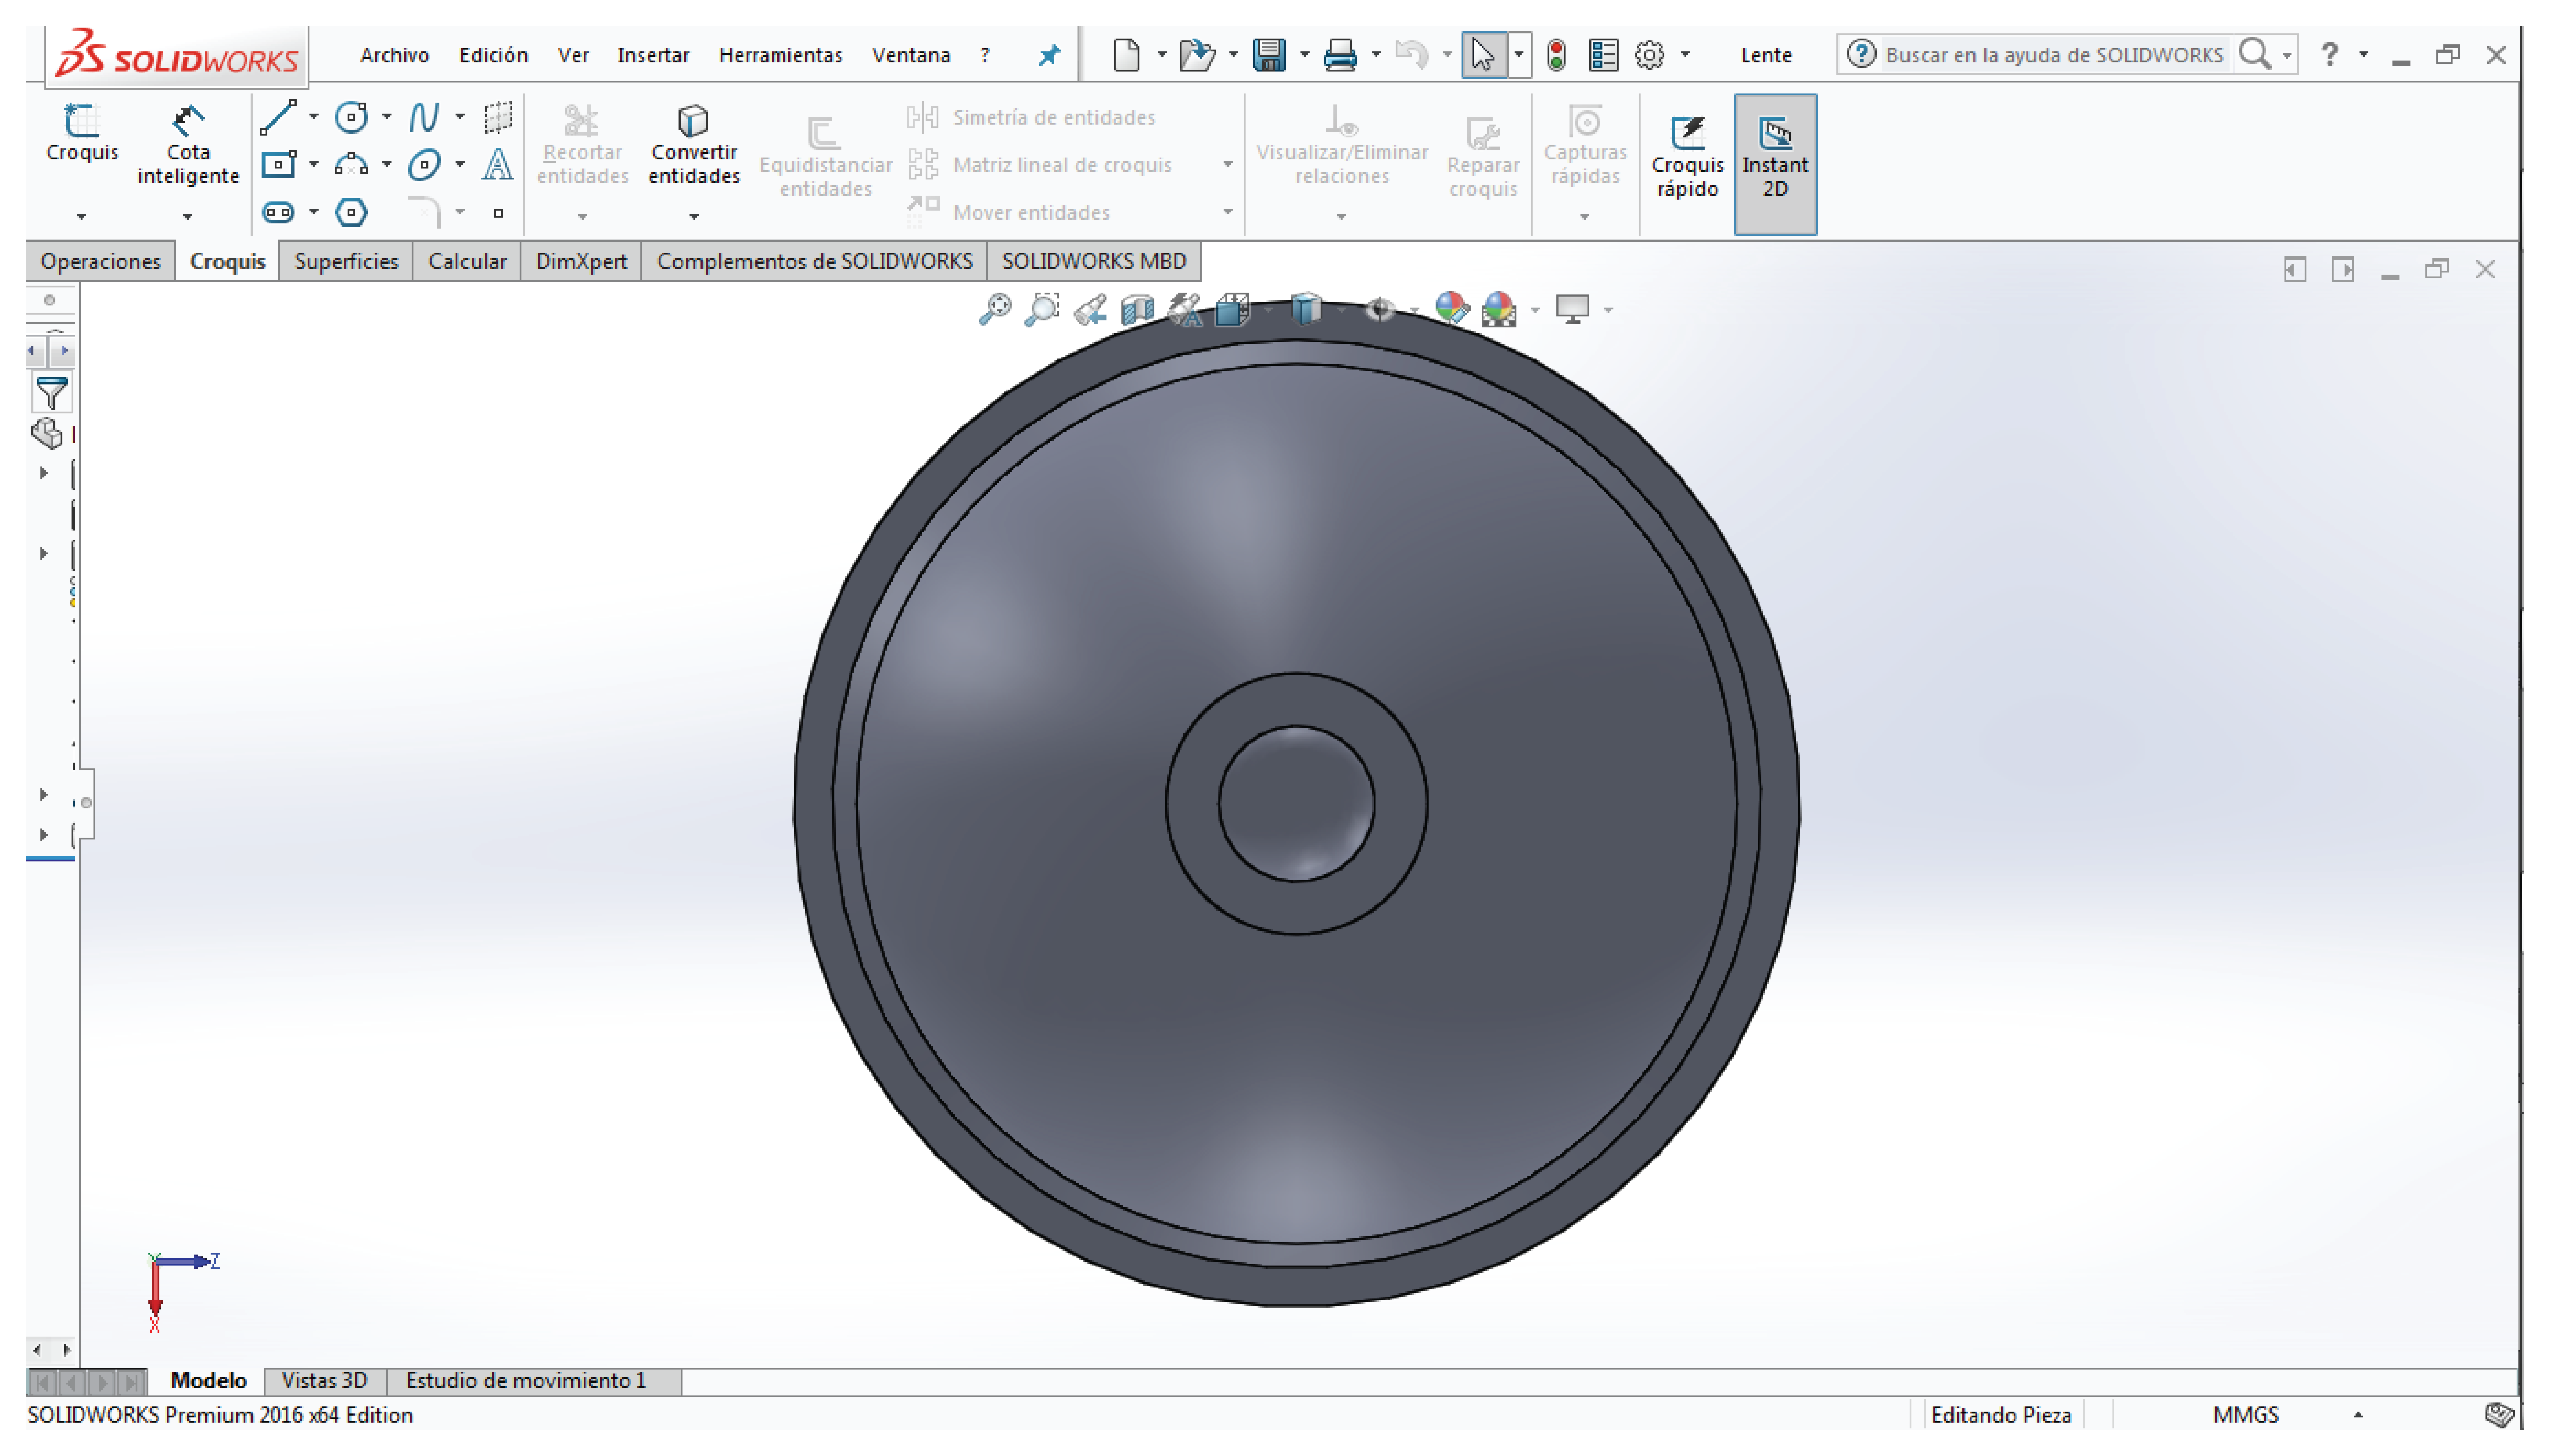 SOLIDWORKS Archivo Edición Ver Insertar Herramientas Ventana ? Lente Buscar en la ayuda de SOLIDWORKS ?
Croquis
Cota inteligente
Recortar entidades
Convertir entidades
Equidistanciar entidades
Simetría de entidades
Matriz lineal de croquis
Mover entidades
Visualizar/Eliminar relaciones
Reparar croquis
Capturas rápidas
Croquis rápido
Instant 2D
Operaciones Croquis Superficies Calcular DimXpert Complementos de SOLIDWORKS SOLIDWORKS MBD
Z
X
Modelo Vistas 3D Estudio de movimiento 1
SOLIDWORKS Premium 2016 x64 Edition Editando Pieza MMGS